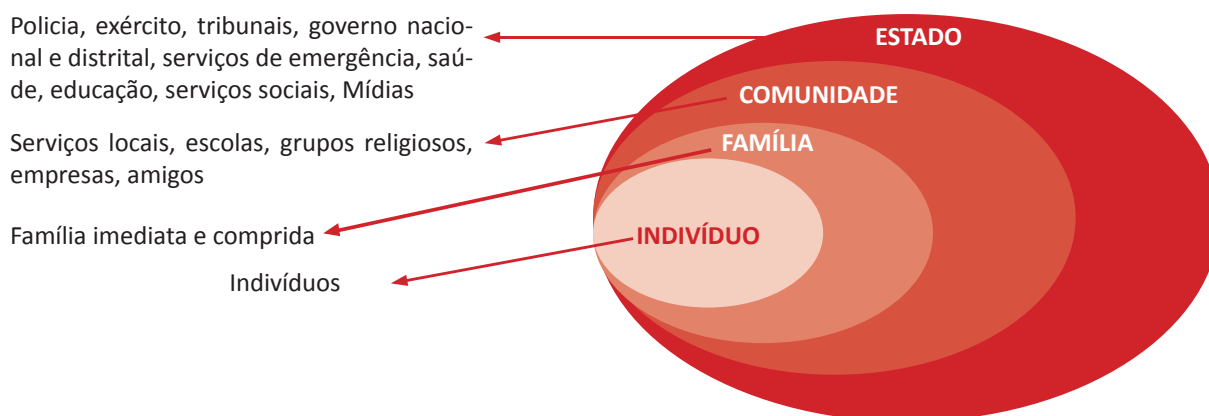 Policia, exército, tribunais, governo nacio-
nal e distrital, serviços de emergência, saú-
de, educação, serviços sociais, Mídias
ESTADO
COMUNIDADE
Serviços locais, escolas, grupos religiosos,
empresas, amigos
FAMÍLIA
Família imediata e comprida
INDIVÍDUO
Indivíduos